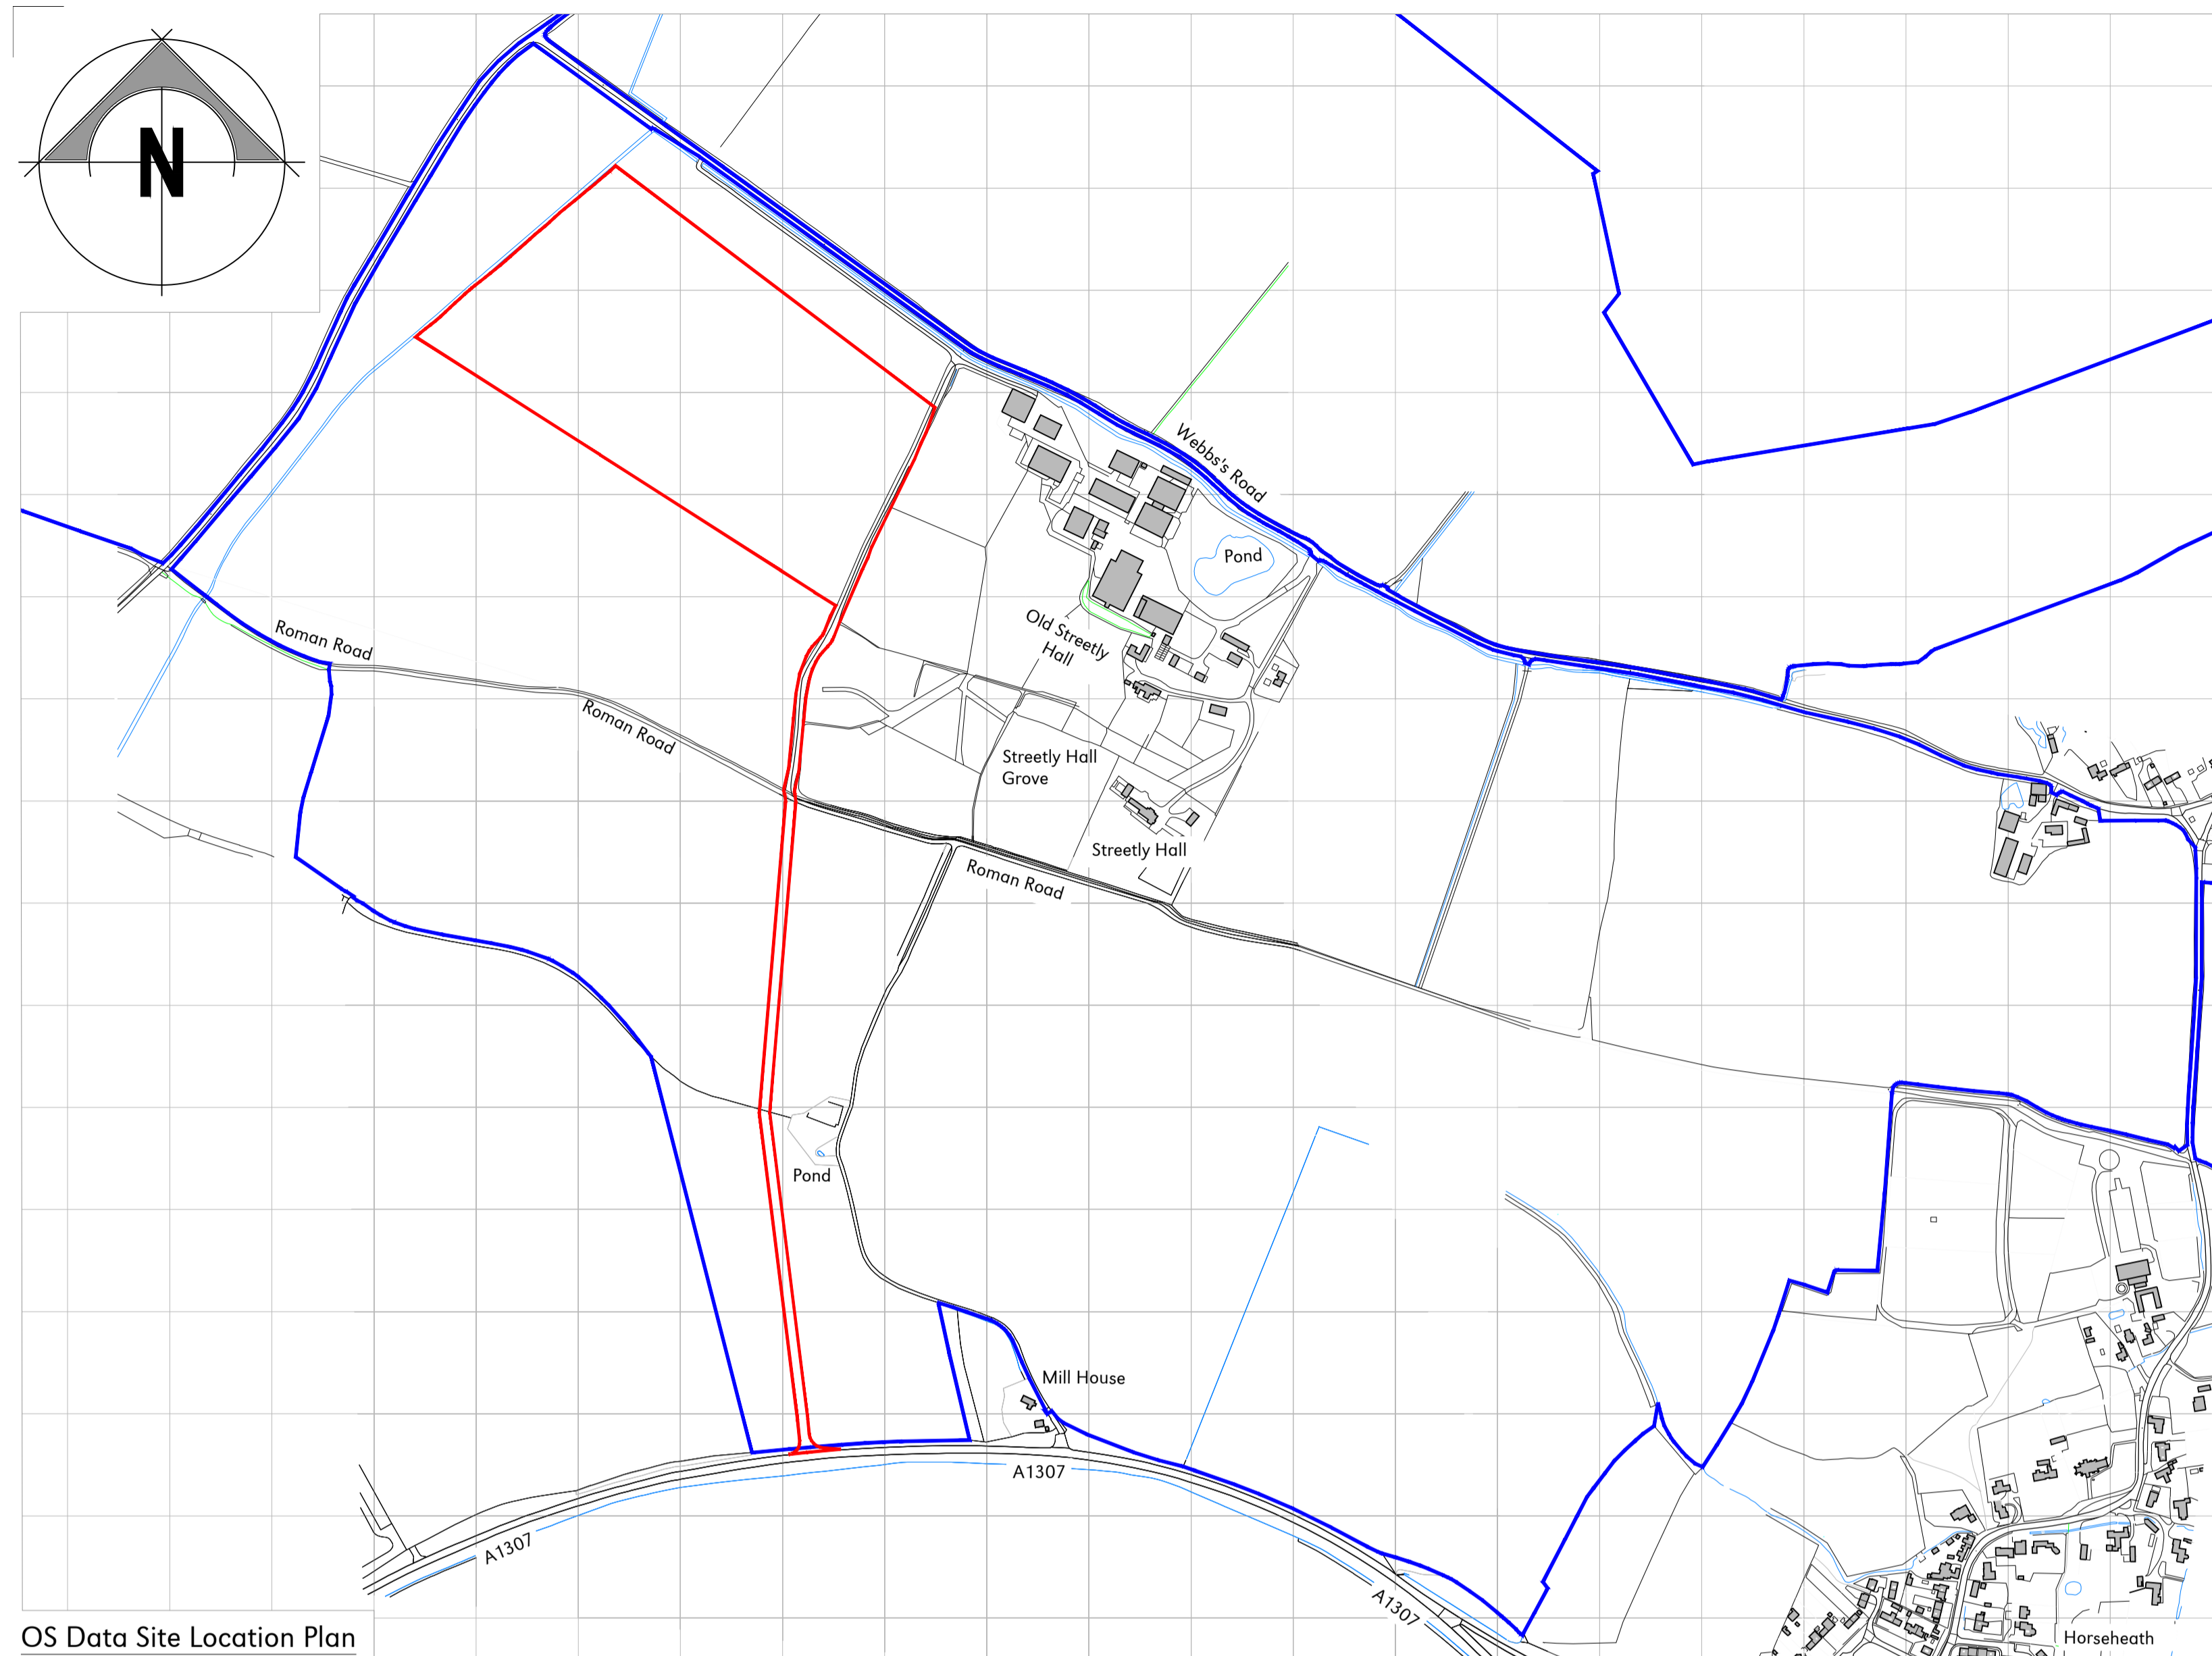 N
Webbs's Road
Pond
Old Streetly
Hall
Roman Road
Roman Road
Streetly Hall
Grove
Streetly Hall
Roman Road
Pond
Mill House
A1307
A1307
A1307
Horseheath
OS Data Site Location Plan